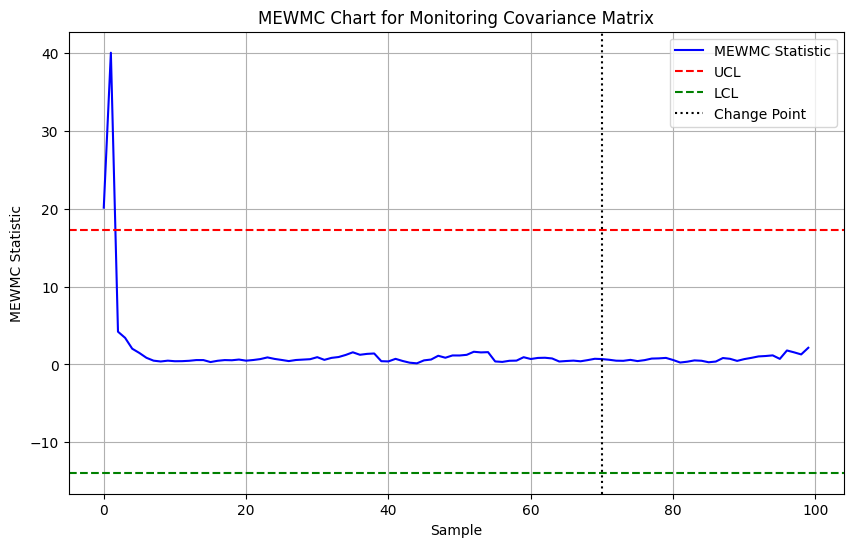 MEWMC Chart for Monitoring Covariance Matrix
MEWMC Statistic
UCL
LCL
Change Point
MEWMC Statistic
40
30
20
10
0
−10
0
20
40
60
80
100
Sample